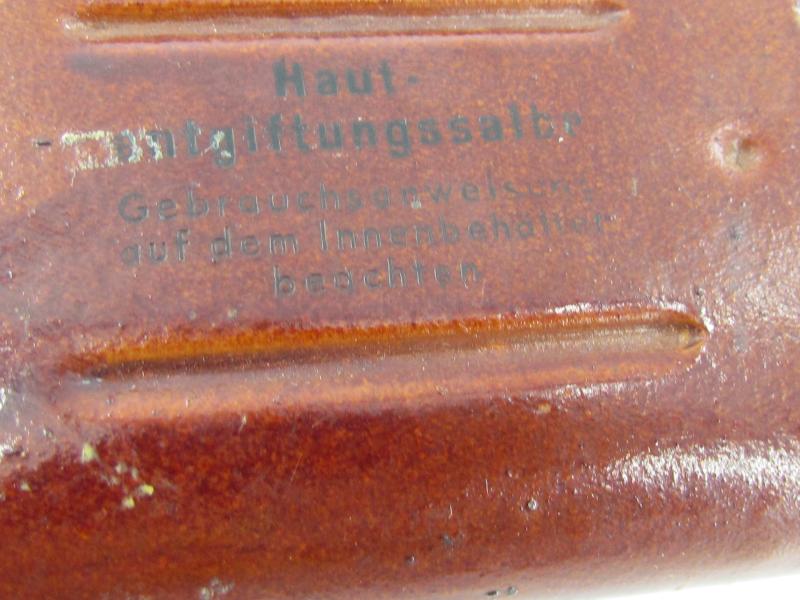 Haut-
entgiftungssalbe
Gebrauchsanweisung
auf dem Innenbehälter
beachten